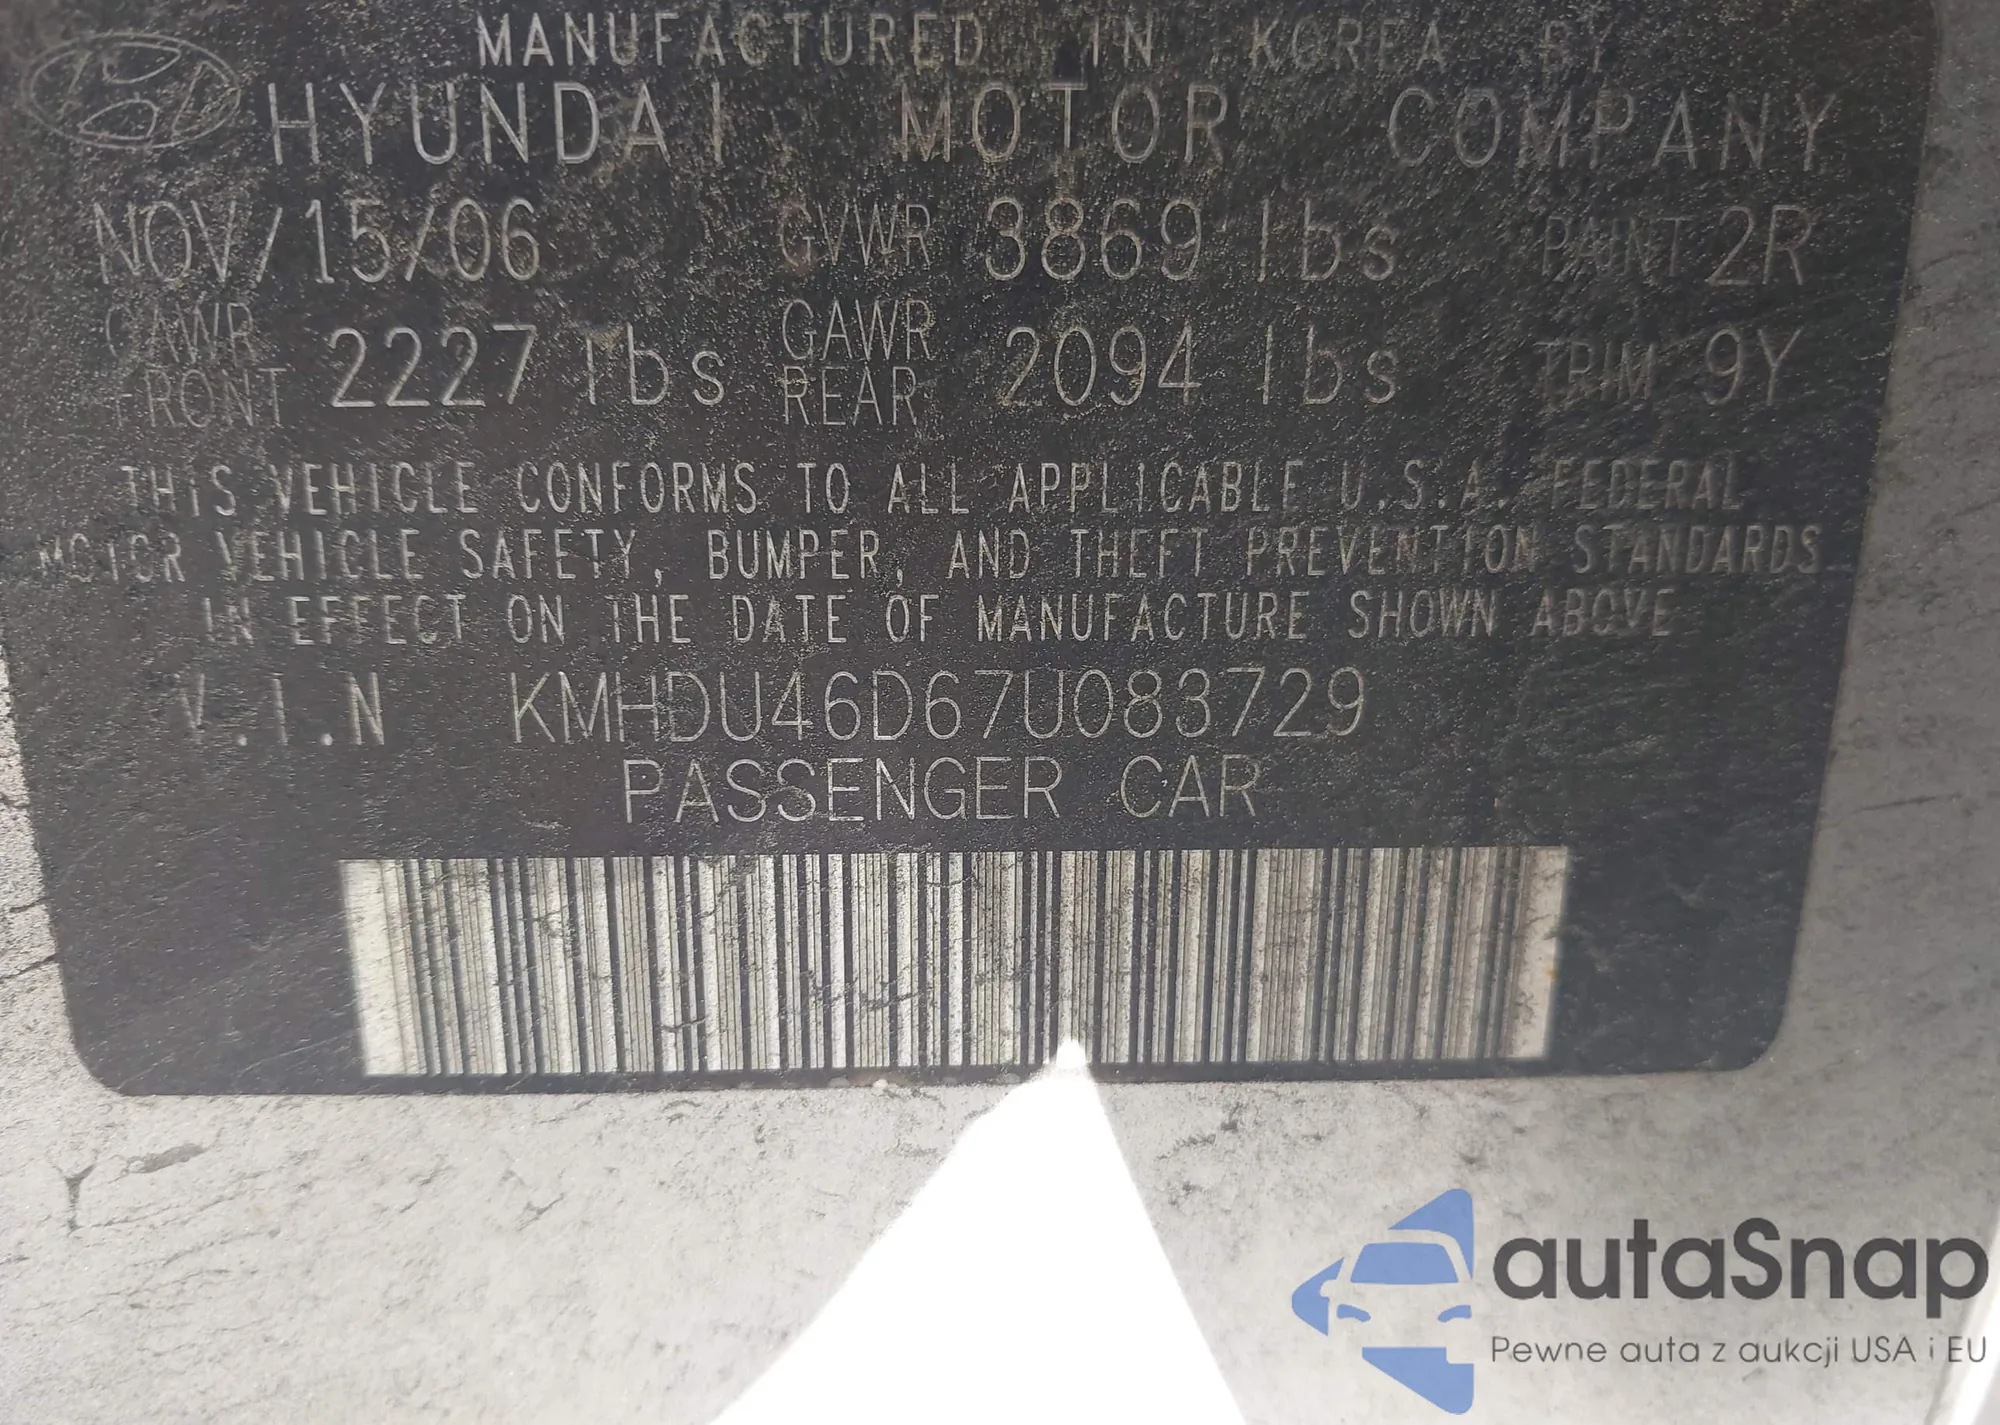 MANUFACTURED IN KOREA BY
HYUNDAI MOTOR COMPANY
NOV/15/06 GVWR 3869 lbs PAINT 2R
GAWR FRONT 2227 lbs GAWR REAR 2094 lbs TRIM 9Y
THIS VEHICLE CONFORMS TO ALL APPLICABLE U.S.A. FEDERAL
MOTOR VEHICLE SAFETY, BUMPER, AND THEFT PREVENTION STANDARDS
IN EFFECT ON THE DATE OF MANUFACTURE SHOWN ABOVE
V.I.N KMHDU46D67U083729
PASSENGER CAR
autaSnap
Pewne auta z aukcji USA i EU